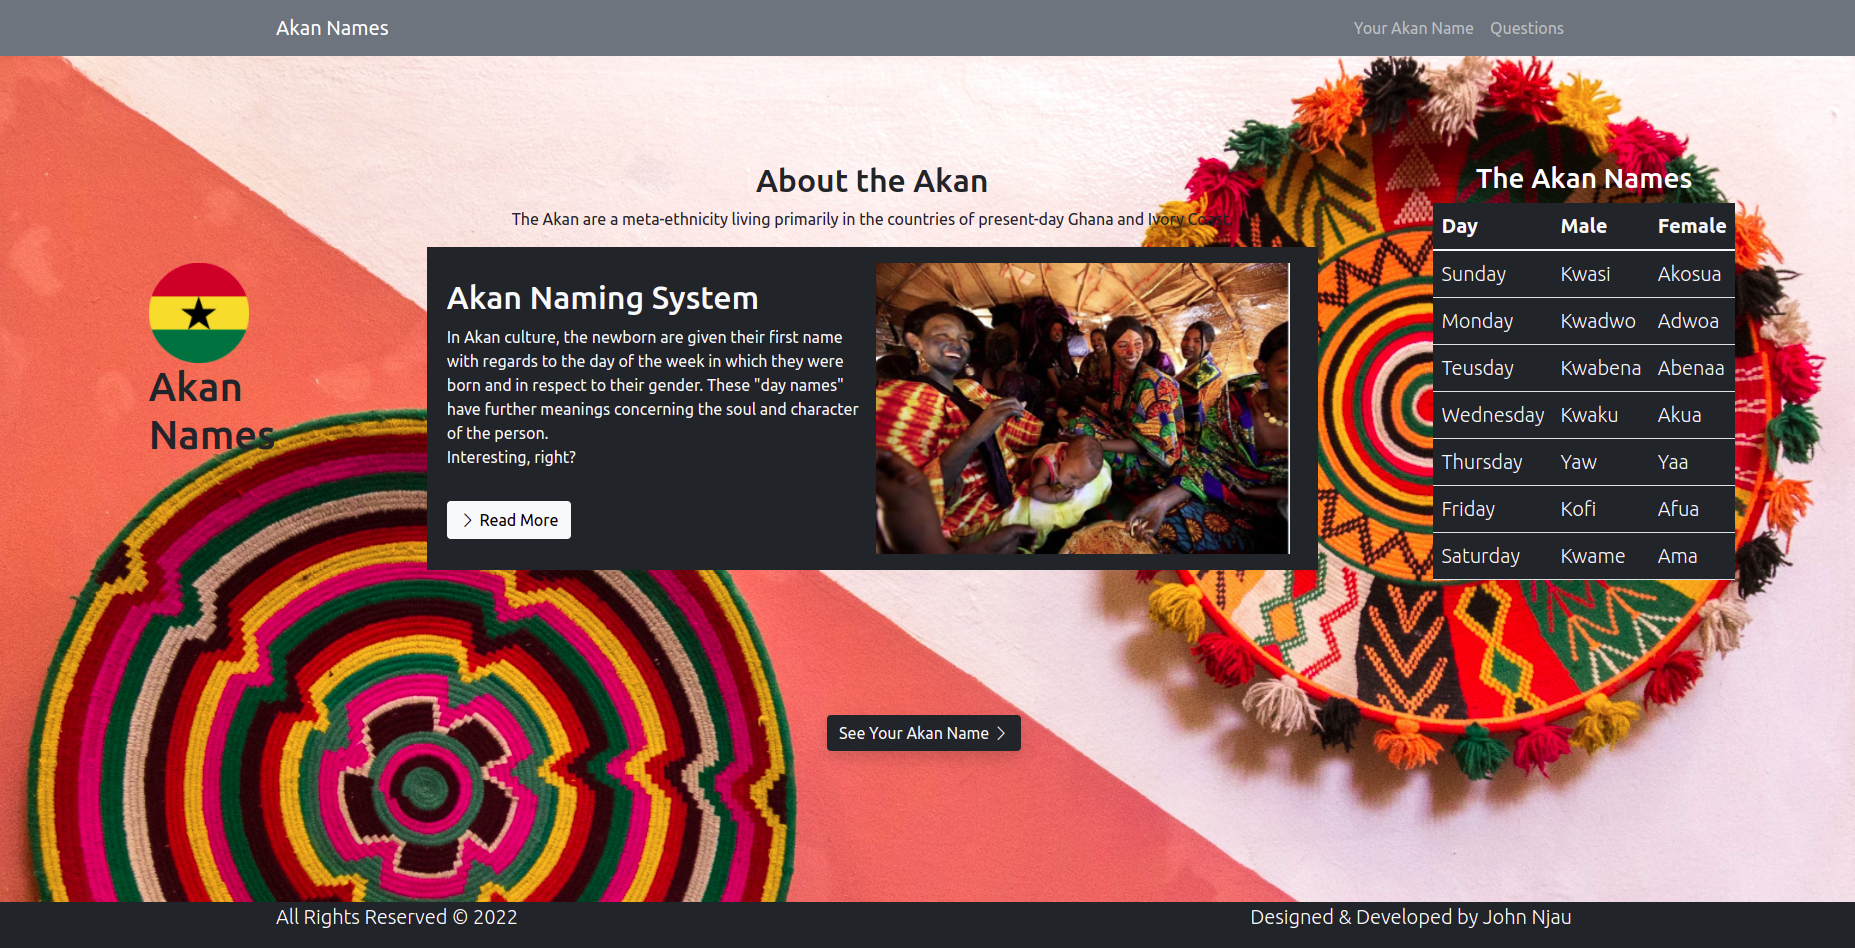 Akan Names
Your Akan Name
Questions
Akan
Names
About the Akan
The Akan are a meta-ethnicity living primarily in the countries of present-day Ghana and Ivory Coast.
Akan Naming System
In Akan culture, the newborn are given their first name
with regards to the day of the week in which they were
born and in respect to their gender. These "day names"
have further meanings concerning the soul and character
of the person.
Interesting, right?
Read More
The Akan Names
Day Male Female
Sunday Kwasi Akosua
Monday Kwadwo Adwoa
Teusday Kwabena Abenaa
Wednesday Kwaku Akua
Thursday Yaw Yaa
Friday Kofi Afua
Saturday Kwame Ama
See Your Akan Name
All Rights Reserved © 2022
Designed & Developed by John Njau